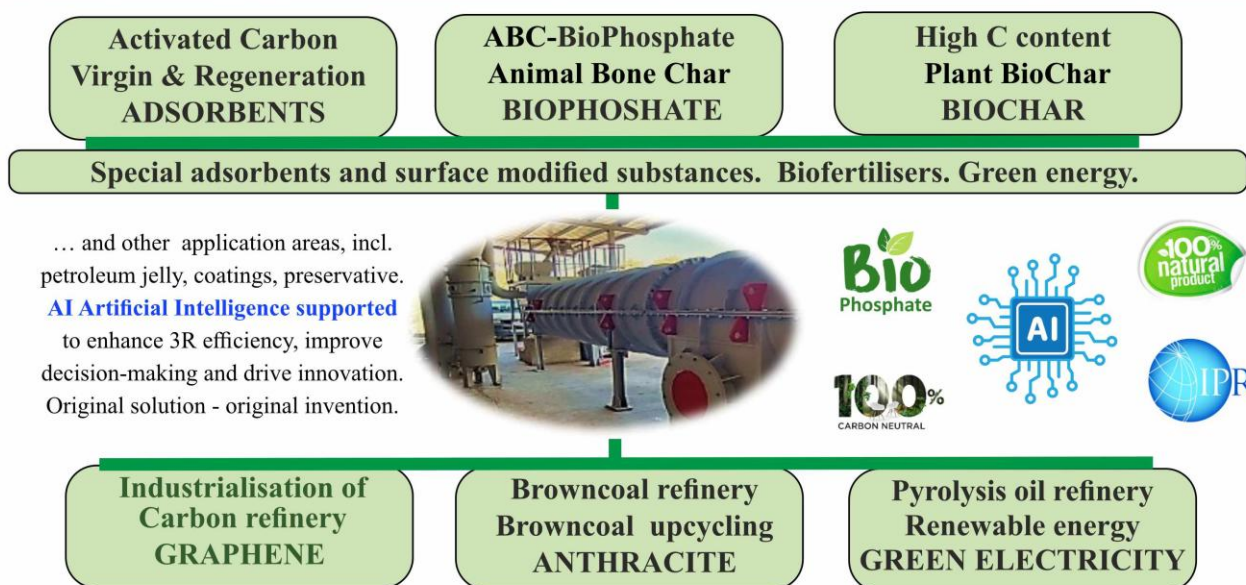 Activated Carbon
Virgin & Regeneration
ADSORBENTS
ABC-BioPhosphate
Animal Bone Char
BIOPHOSHATE
High C content
Plant BioChar
BIOCHAR
Special adsorbents and surface modified substances. Biofertilisers. Green energy.
… and other application areas, incl.
petroleum jelly, coatings, preservative.
AI Artificial Intelligence supported
to enhance 3R efficiency, improve
decision-making and drive innovation.
Original solution - original invention.
Bio
Phosphate
100%
CARBON NEUTRAL
AI
100%
natural
product
IPR
Industrialisation of
Carbon refinery
GRAPHENE
Browncoal refinery
Browncoal upcycling
ANTHRACITE
Pyrolysis oil refinery
Renewable energy
GREEN ELECTRICITY